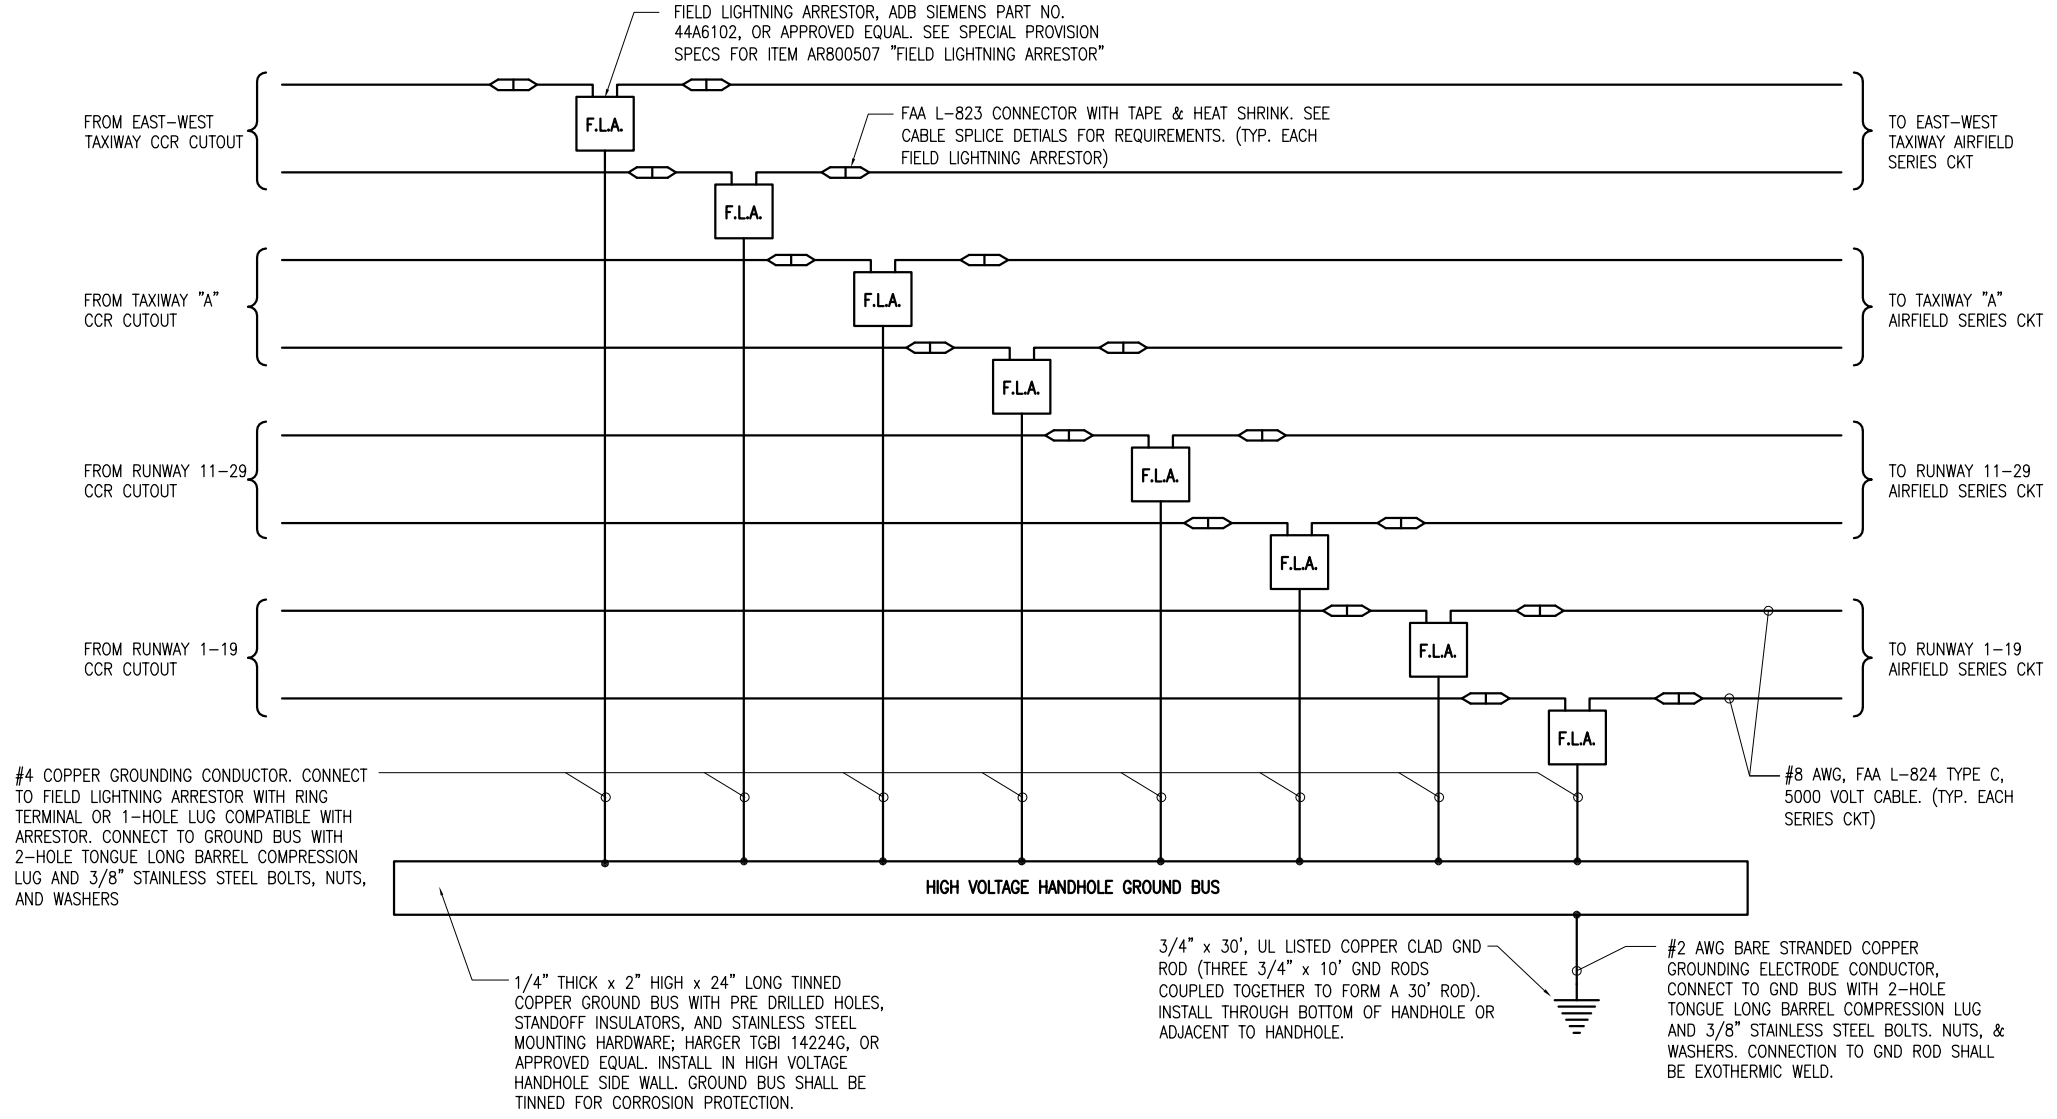 FIELD LIGHTNING ARRESTOR, ADB SIEMENS PART NO.
44A6102, OR APPROVED EQUAL. SEE SPECIAL PROVISION
SPECS FOR ITEM AR800507 "FIELD LIGHTNING ARRESTOR"
FROM EAST-WEST
TAXIWAY CCR CUTOUT
F.L.A.
FAA L-823 CONNECTOR WITH TAPE & HEAT SHRINK. SEE
CABLE SPLICE DETIALS FOR REQUIREMENTS. (TYP. EACH
FIELD LIGHTNING ARRESTOR)
TO EAST-WEST
TAXIWAY AIRFIELD
SERIES CKT
F.L.A.
FROM TAXIWAY "A"
CCR CUTOUT
F.L.A.
TO TAXIWAY "A"
AIRFIELD SERIES CKT
F.L.A.
FROM RUNWAY 11-29
CCR CUTOUT
F.L.A.
TO RUNWAY 11-29
AIRFIELD SERIES CKT
F.L.A.
FROM RUNWAY 1-19
CCR CUTOUT
F.L.A.
TO RUNWAY 1-19
AIRFIELD SERIES CKT
F.L.A.
#4 COPPER GROUNDING CONDUCTOR. CONNECT
TO FIELD LIGHTNING ARRESTOR WITH RING
TERMINAL OR 1-HOLE LUG COMPATIBLE WITH
ARRESTOR. CONNECT TO GROUND BUS WITH
2-HOLE TONGUE LONG BARREL COMPRESSION
LUG AND 3/8" STAINLESS STEEL BOLTS, NUTS,
AND WASHERS
#8 AWG, FAA L-824 TYPE C,
5000 VOLT CABLE. (TYP. EACH
SERIES CKT)
HIGH VOLTAGE HANDHOLE GROUND BUS
1/4" THICK x 2" HIGH x 24" LONG TINNED
COPPER GROUND BUS WITH PRE DRILLED HOLES,
STANDOFF INSULATORS, AND STAINLESS STEEL
MOUNTING HARDWARE; HARGER TGBI 14224G, OR
APPROVED EQUAL. INSTALL IN HIGH VOLTAGE
HANDHOLE SIDE WALL. GROUND BUS SHALL BE
TINNED FOR CORROSION PROTECTION.
3/4" x 30', UL LISTED COPPER CLAD GND
ROD (THREE 3/4" x 10' GND RODS
COUPLED TOGETHER TO FORM A 30' ROD).
INSTALL THROUGH BOTTOM OF HANDHOLE OR
ADJACENT TO HANDHOLE.
#2 AWG BARE STRANDED COPPER
GROUNDING ELECTRODE CONDUCTOR,
CONNECT TO GND BUS WITH 2-HOLE
TONGUE LONG BARREL COMPRESSION LUG
AND 3/8" STAINLESS STEEL BOLTS. NUTS, &
WASHERS. CONNECTION TO GND ROD SHALL
BE EXOTHERMIC WELD.